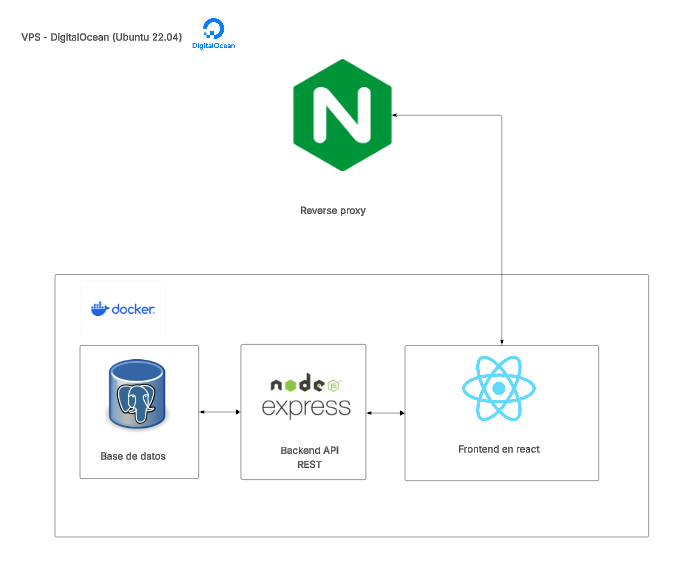 VPS - DigitalOcean (Ubuntu 22.04)
DigitalOcean
N
Reverse proxy
docker
node
JS
express
Base de datos
Backend API
REST
Frontend en react